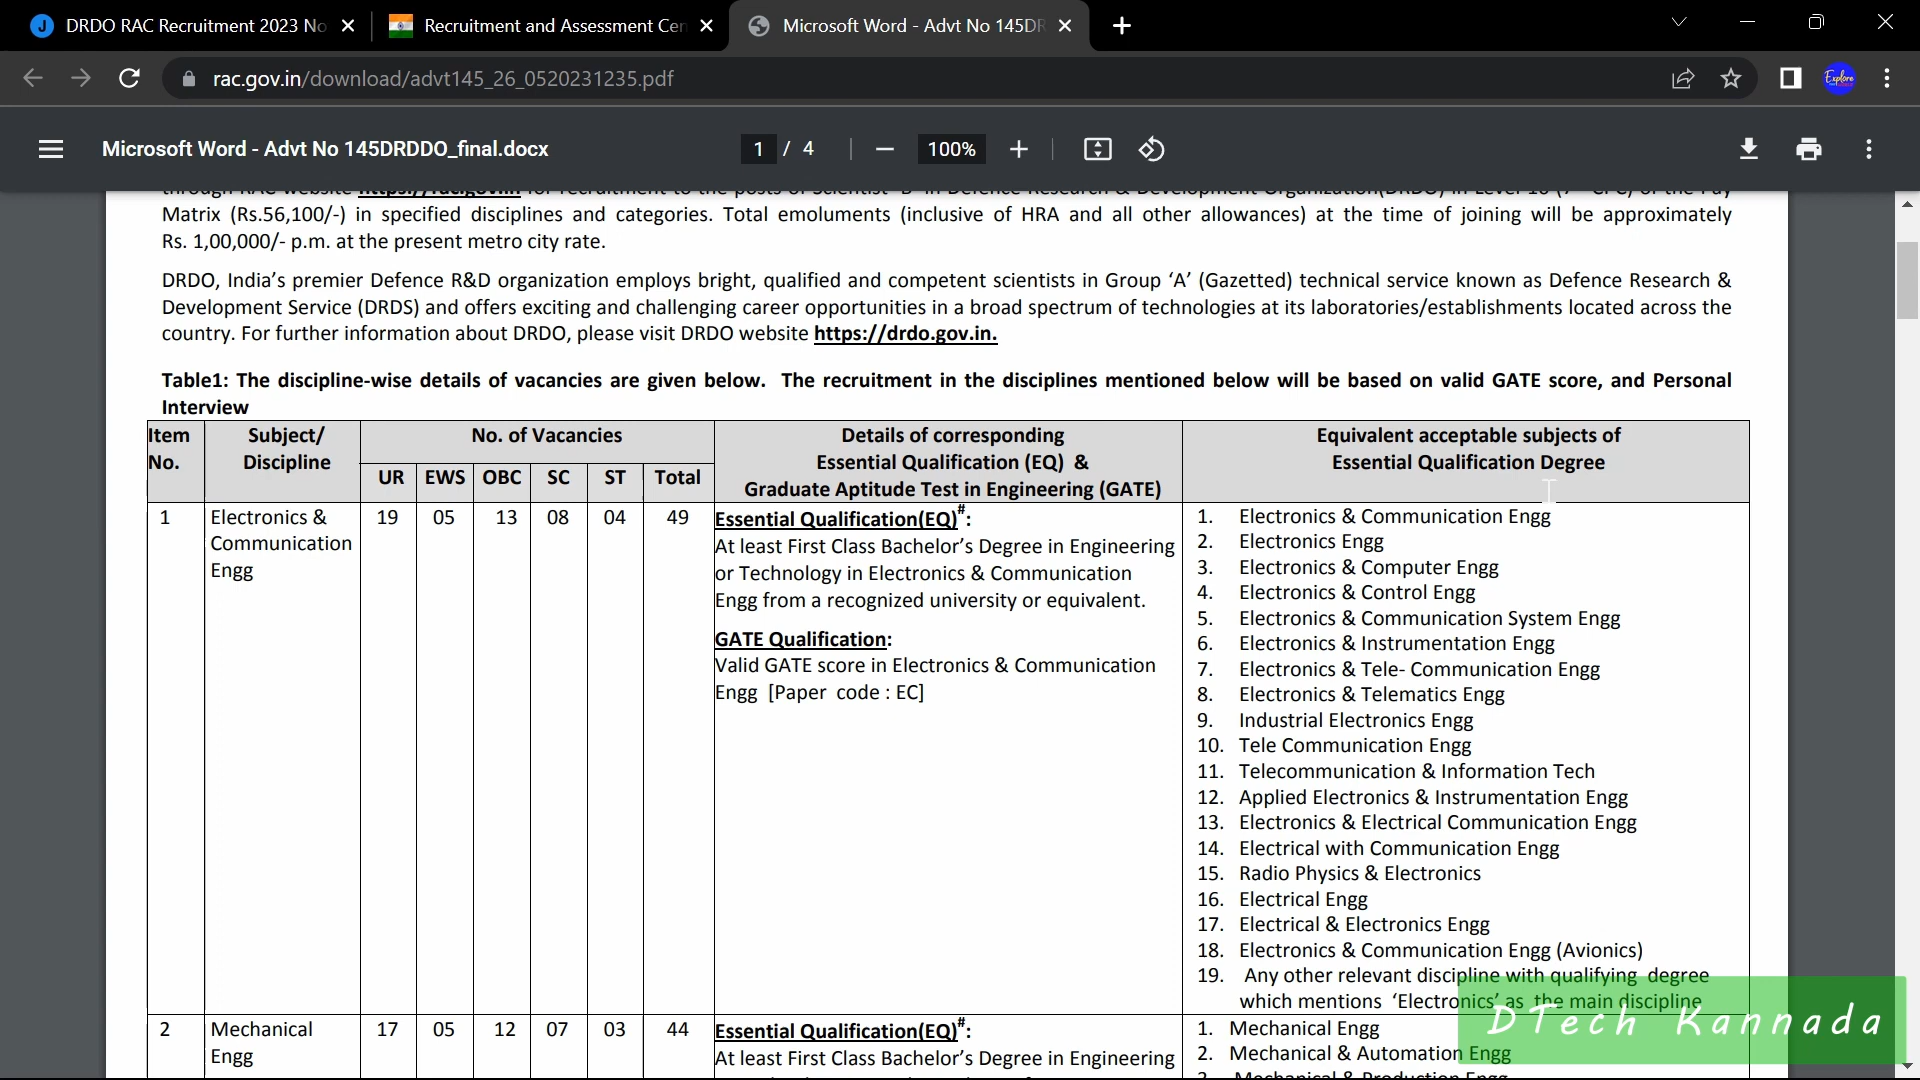 DRDO RAC Recruitment 2023 No
Recruitment and Assessment Cen
Microsoft Word - Advt No 145DR
rac.gov.in/download/advt145_26_0520231235.pdf
Explore
Microsoft Word - Advt No 145DRDDO_final.docx
1 / 4
100%
Matrix (Rs.56,100/-) in specified disciplines and categories. Total emoluments (inclusive of HRA and all other allowances) at the time of joining will be approximately
Rs. 1,00,000/- p.m. at the present metro city rate.
DRDO, India's premier Defence R&D organization employs bright, qualified and competent scientists in Group 'A' (Gazetted) technical service known as Defence Research &
Development Service (DRDS) and offers exciting and challenging career opportunities in a broad spectrum of technologies at its laboratories/establishments located across the
country. For further information about DRDO, please visit DRDO website https://drdo.gov.in.
Table1: The discipline-wise details of vacancies are given below. The recruitment in the disciplines mentioned below will be based on valid GATE score, and Personal
Interview
Item No.
Subject/ Discipline
No. of Vacancies
UR EWS OBC SC ST Total
Details of corresponding
Essential Qualification (EQ) &
Graduate Aptitude Test in Engineering (GATE)
Equivalent acceptable subjects of
Essential Qualification Degree
1
Electronics &
Communication
Engg
19 05 13 08 04 49
Essential Qualification(EQ)#:
At least First Class Bachelor's Degree in Engineering
or Technology in Electronics & Communication
Engg from a recognized university or equivalent.
GATE Qualification:
Valid GATE score in Electronics & Communication
Engg [Paper code : EC]
1. Electronics & Communication Engg
2. Electronics Engg
3. Electronics & Computer Engg
4. Electronics & Control Engg
5. Electronics & Communication System Engg
6. Electronics & Instrumentation Engg
7. Electronics & Tele- Communication Engg
8. Electronics & Telematics Engg
9. Industrial Electronics Engg
10. Tele Communication Engg
11. Telecommunication & Information Tech
12. Applied Electronics & Instrumentation Engg
13. Electronics & Electrical Communication Engg
14. Electrical with Communication Engg
15. Radio Physics & Electronics
16. Electrical Engg
17. Electrical & Electronics Engg
18. Electronics & Communication Engg (Avionics)
19. Any other relevant discipline with qualifying degree
which mentions 'Electronics' as the main discipline
2
Mechanical
Engg
17 05 12 07 03 44
Essential Qualification(EQ)#:
At least First Class Bachelor's Degree in Engineering
1. Mechanical Engg
2. Mechanical & Automation Engg
DTech Kannada